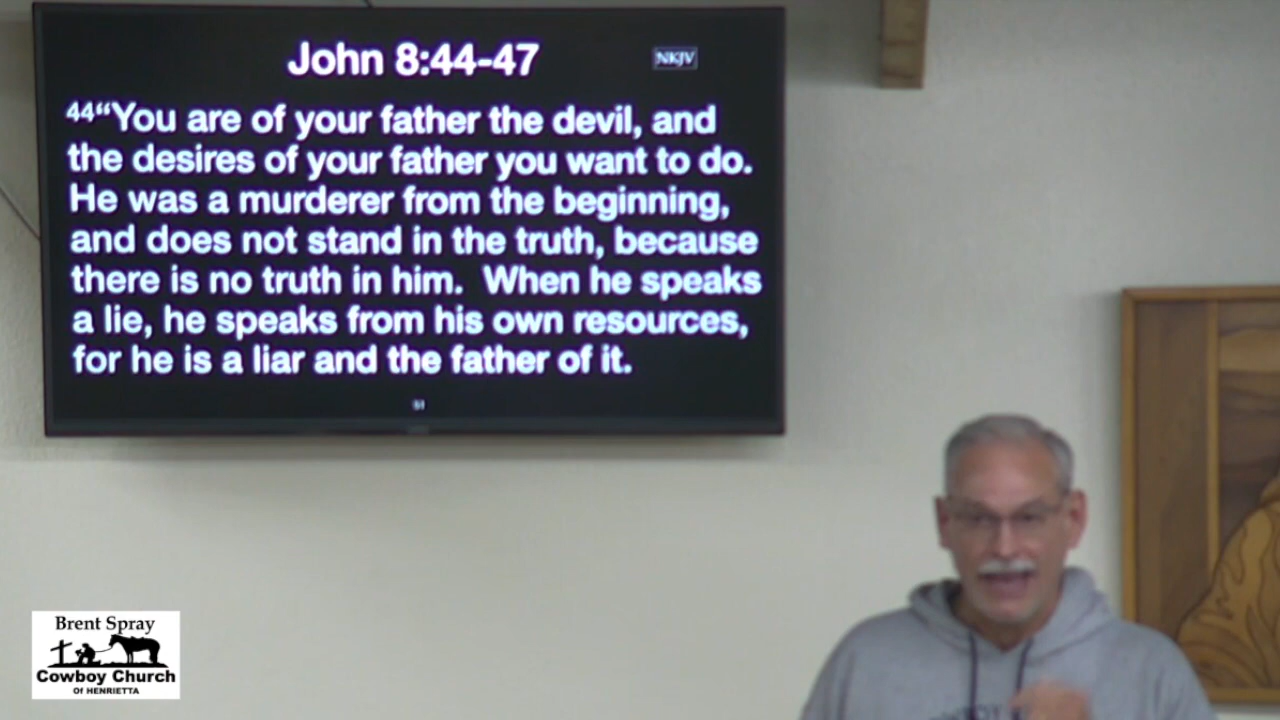 John 8:44-47
NKJV
44“You are of your father the devil, and
the desires of your father you want to do.
He was a murderer from the beginning,
and does not stand in the truth, because
there is no truth in him.  When he speaks
a lie, he speaks from his own resources,
for he is a liar and the father of it.
51
Brent Spray
Cowboy Church
OF HENRIETTA